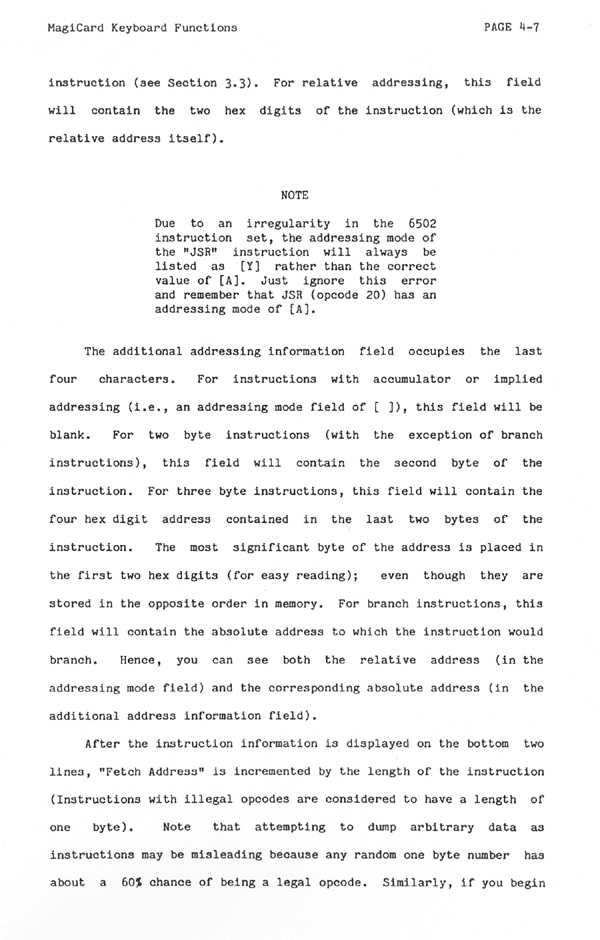 MagiCard Keyboard Functions PAGE 4-7
instruction (see Section 3.3). For relative addressing, this field
will contain the two hex digits of the instruction (which is the
relative address itself).
NOTE
Due to an irregularity in the 6502
instruction set, the addressing mode of
the "JSR" instruction will always be
listed as [Y] rather than the correct
value of [A]. Just ignore this error
and remember that JSR (opcode 20) has an
addressing mode of [A].
The additional addressing information field occupies the last
four characters. For instructions with accumulator or implied
addressing (i.e., an addressing mode field of [ ]), this field will be
blank. For two byte instructions (with the exception of branch
instructions), this field will contain the second byte of the
instruction. For three byte instructions, this field will contain the
four hex digit address contained in the last two bytes of the
instruction. The most significant byte of the address is placed in
the first two hex digits (for easy reading); even though they are
stored in the opposite order in memory. For branch instructions, this
field will contain the absolute address to which the instruction would
branch. Hence, you can see both the relative address (in the
addressing mode field) and the corresponding absolute address (in the
additional address information field).
After the instruction information is displayed on the bottom two
lines, "Fetch Address" is incremented by the length of the instruction
(Instructions with illegal opcodes are considered to have a length of
one byte). Note that attempting to dump arbitrary data as
instructions may be misleading because any random one byte number has
about a 60% chance of being a legal opcode. Similarly, if you begin